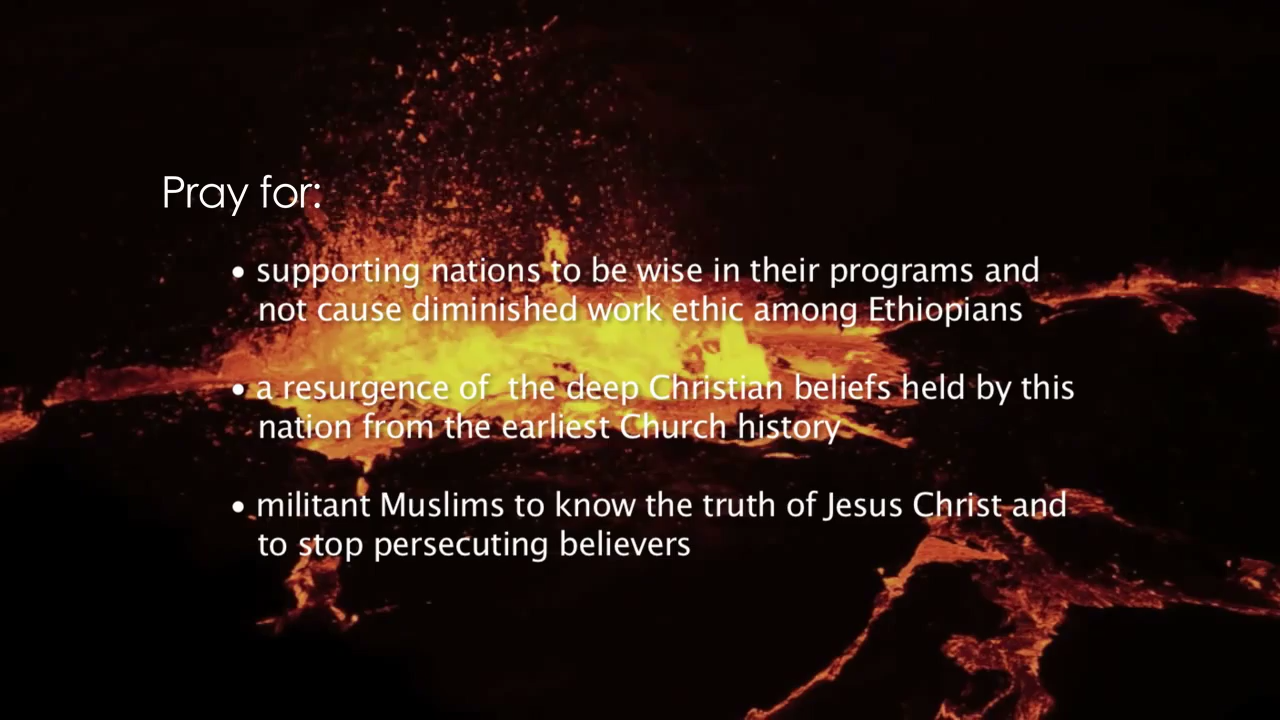 Pray for:
• supporting nations to be wise in their programs and
not cause diminished work ethic among Ethiopians
• a resurgence of  the deep Christian beliefs held by this
nation from the earliest Church history
• militant Muslims to know the truth of Jesus Christ and
to stop persecuting believers